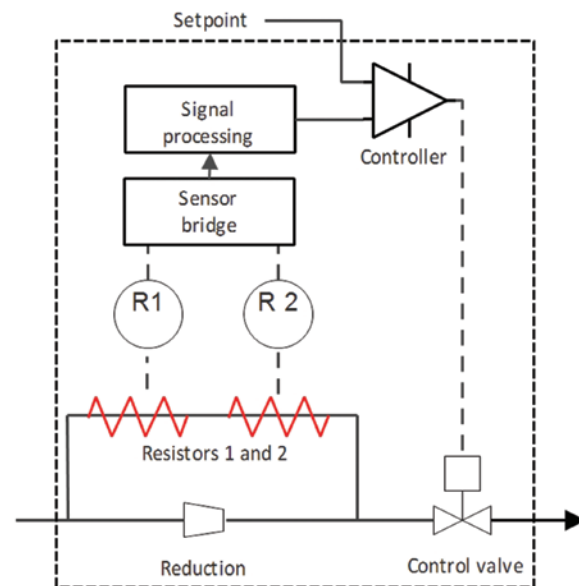 Setpoint
Signal
processing
Controller
Sensor
bridge
R1
R 2
Resistors 1 and 2
Reduction
Control valve